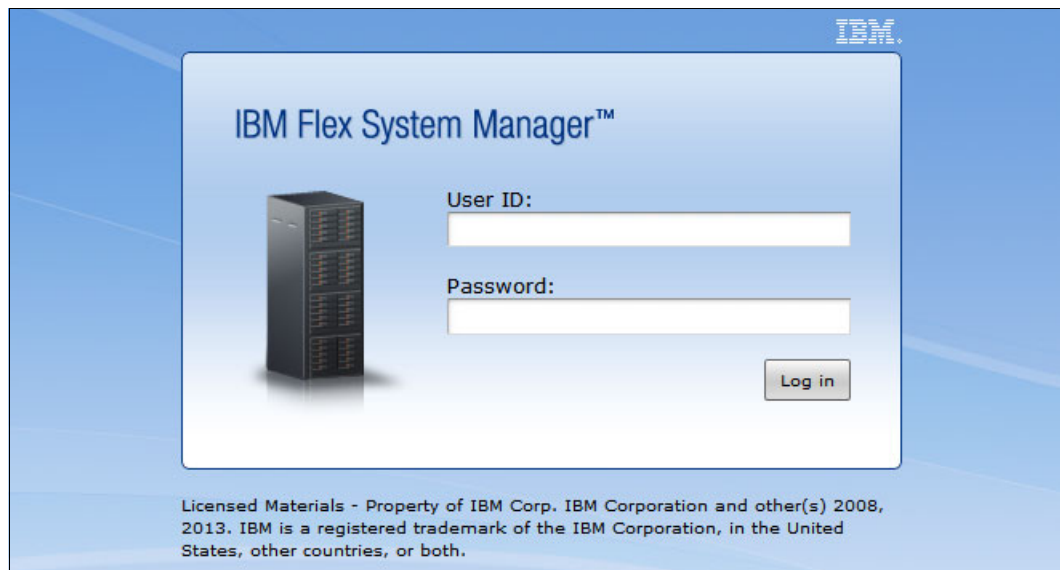 IBM.
IBM Flex System Manager™
User ID:
Password:
Log in
Licensed Materials - Property of IBM Corp. IBM Corporation and other(s) 2008,
2013. IBM is a registered trademark of the IBM Corporation, in the United
States, other countries, or both.